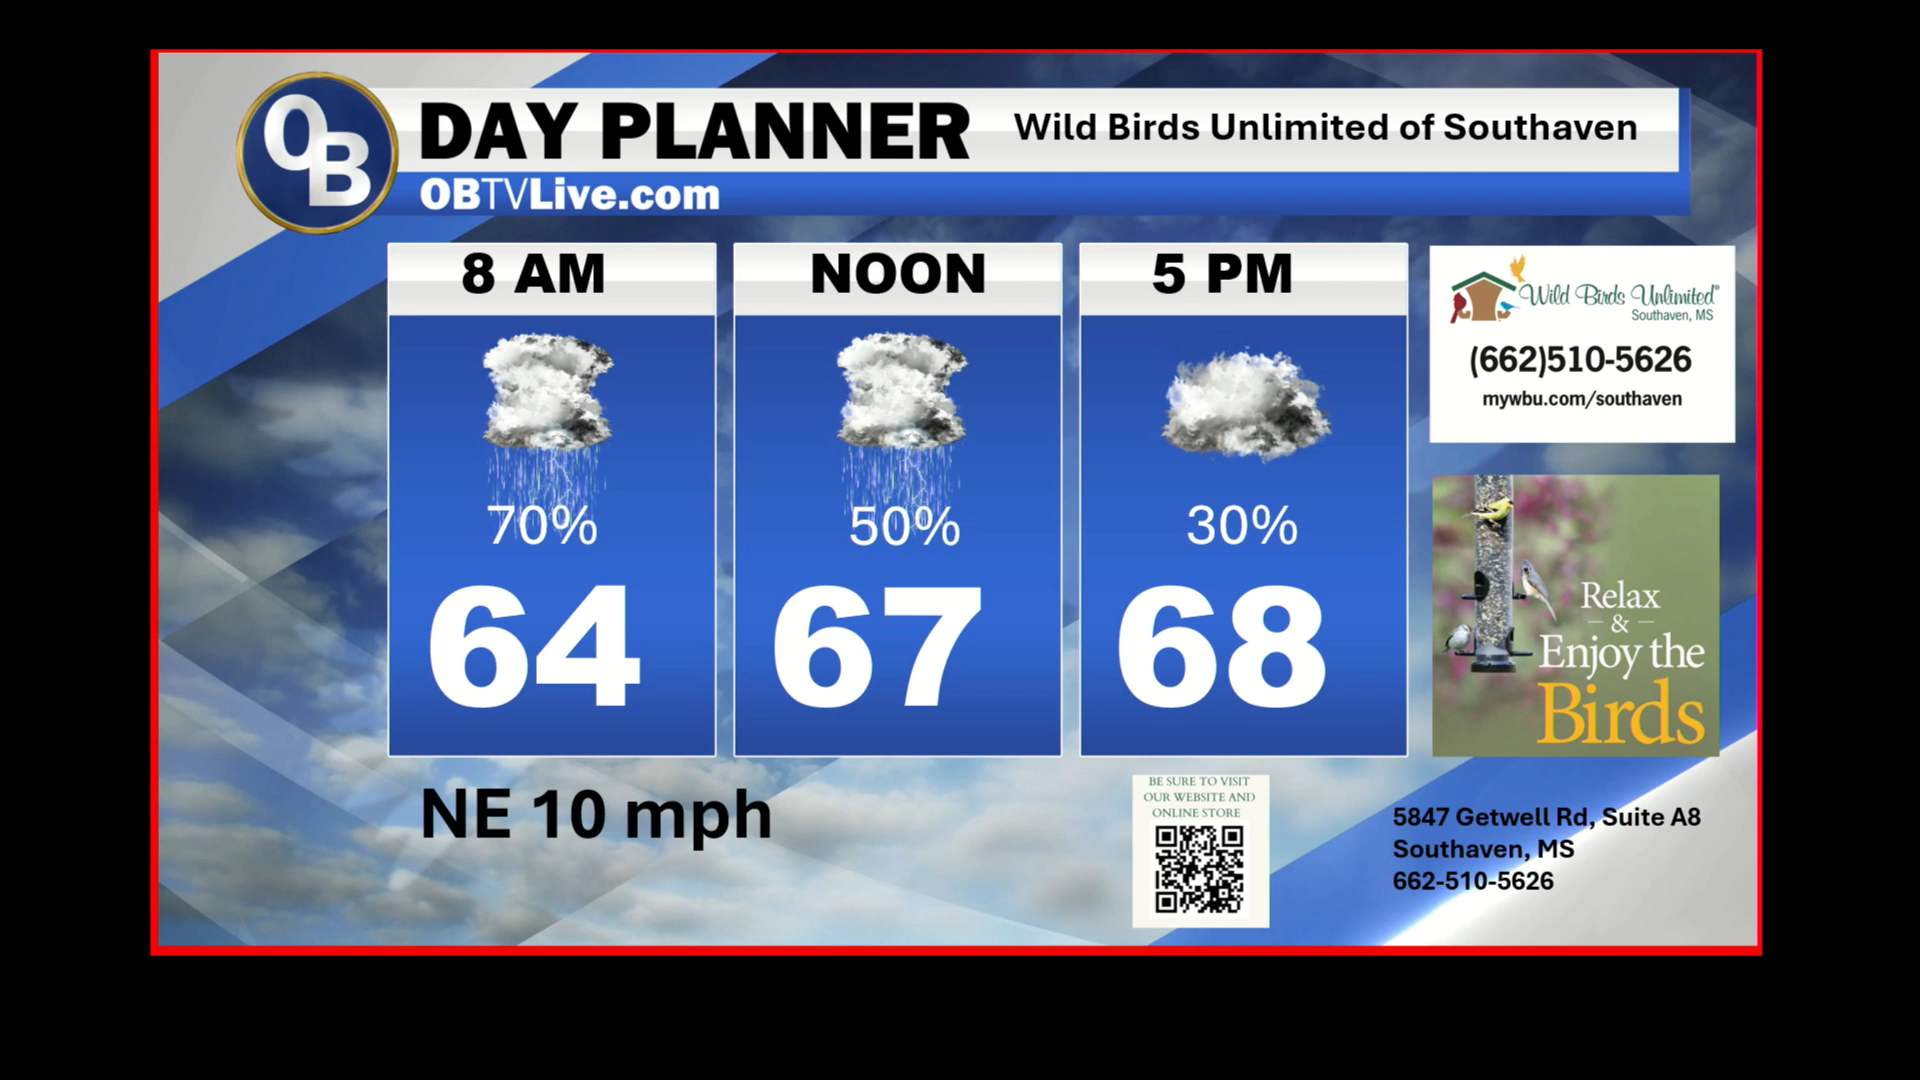 OB
DAY PLANNER
Wild Birds Unlimited of Southaven
OBTVLive.com
8 AM
70%
64
NOON
50%
67
5 PM
30%
68
Wild Birds Unlimited®
Southaven, MS
(662)510-5626
mywbu.com/southaven
Relax
&
Enjoy the
Birds
NE 10 mph
BE SURE TO VISIT
OUR WEBSITE AND
ONLINE STORE
5847 Getwell Rd, Suite A8
Southaven, MS
662-510-5626